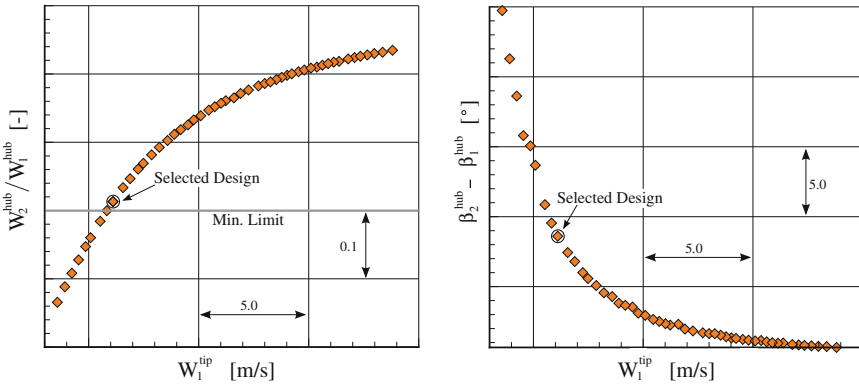 W₂ʰᵘᵇ/W₁ʰᵘᵇ [-]
Selected Design
Min. Limit
0.1
5.0
W₁ᵗⁱᵖ [m/s]
β₂ʰᵘᵇ – β₁ʰᵘᵇ [°]
5.0
Selected Design
5.0
W₁ᵗⁱᵖ [m/s]